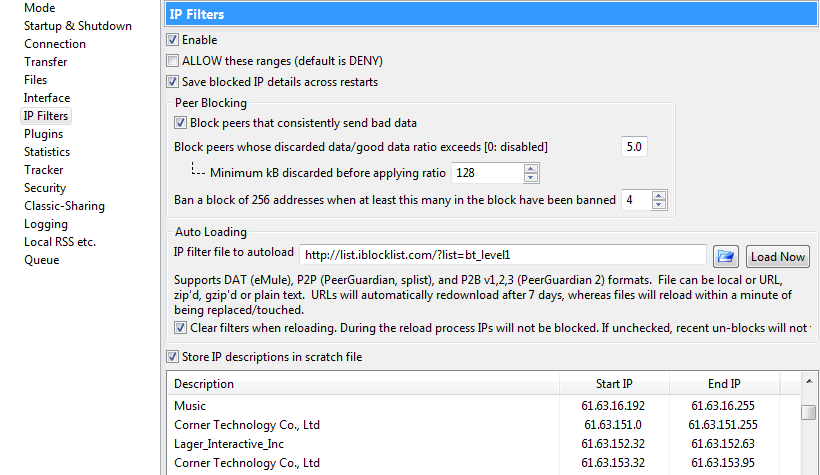 Mode
Startup & Shutdown
Connection
Transfer
Files
Interface
IP Filters
Plugins
Statistics
Tracker
Security
Classic-Sharing
Logging
Local RSS etc.
Queue
IP Filters
Enable
ALLOW these ranges (default is DENY)
Save blocked IP details across restarts
Peer Blocking
Block peers that consistently send bad data
Block peers whose discarded data/good data ratio exceeds [0: disabled] 5.0
Minimum kB discarded before applying ratio 128
Ban a block of 256 addresses when at least this many in the block have been banned 4
Auto Loading
IP filter file to autoload http://list.iblocklist.com/?list=bt_level1 Load Now
Supports DAT (eMule), P2P (PeerGuardian, splist), and P2B v1,2,3 (PeerGuardian 2) formats. File can be local or URL,
zip'd, gzip'd or plain text. URLs will automatically redownload after 7 days, whereas files will reload within a minute of
being replaced/touched.
Clear filters when reloading. During the reload process IPs will not be blocked. If unchecked, recent un-blocks will not
Store IP descriptions in scratch file
Description Start IP End IP
Music 61.63.16.192 61.63.16.255
Corner Technology Co., Ltd 61.63.151.0 61.63.151.255
Lager_Interactive_Inc 61.63.152.32 61.63.152.63
Corner Technology Co., Ltd 61.63.153.32 61.63.153.95